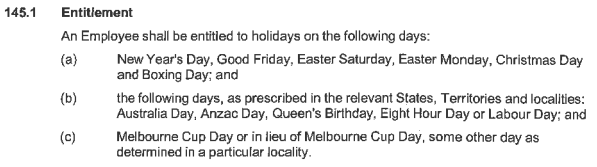 145.1 Entitlement
An Employee shall be entitled to holidays on the following days:
(a) New Year's Day, Good Friday, Easter Saturday, Easter Monday, Christmas Day
and Boxing Day; and
(b) the following days, as prescribed in the relevant States, Territories and localities:
Australia Day, Anzac Day, Queen's Birthday, Eight Hour Day or Labour Day; and
(c) Melbourne Cup Day or in lieu of Melbourne Cup Day, some other day as
determined in a particular locality.